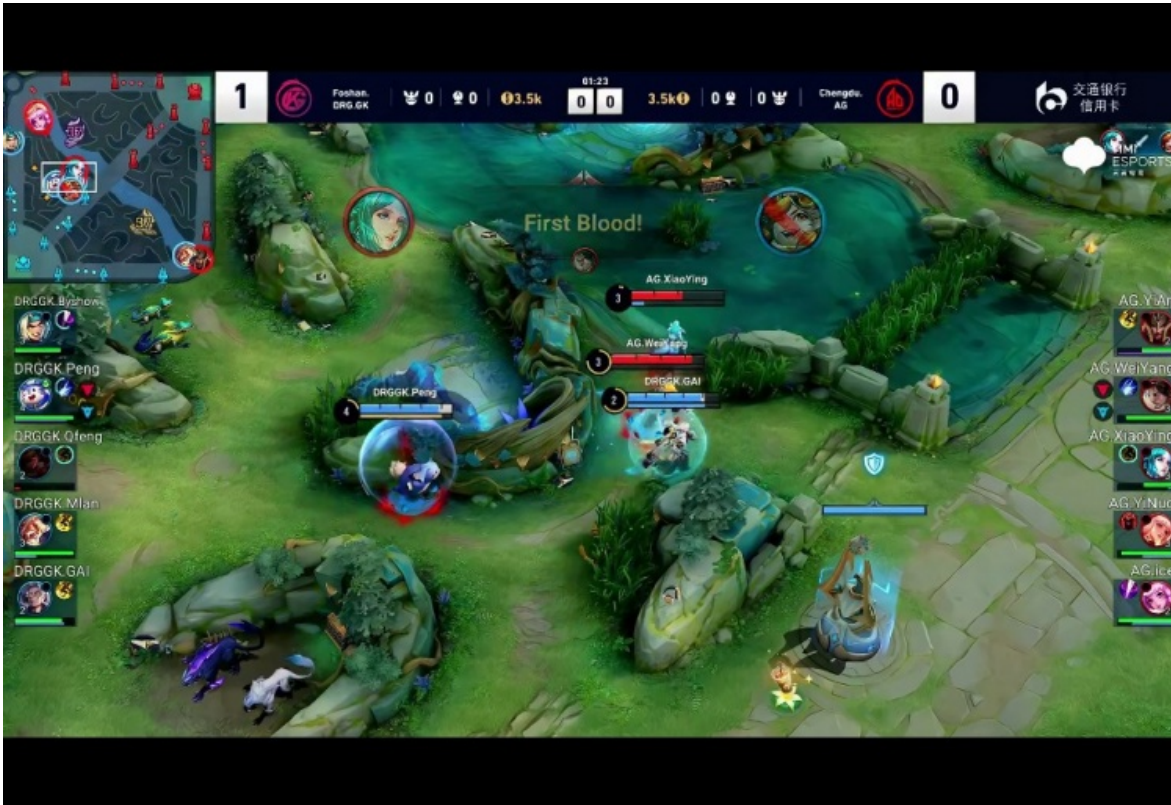 1
Foshan.
DRG.GK
0
0
3.5k
01:23
0 0
3.5k
0
0
Chengdu.
AG
0
交通银行
信用卡
ESPORTS
First Blood!
AG.XiaoYing
3
AG.WeiYang
3
DRGGK.GAI
2
DRGGK.Peng
4
DRGGK.Byshow
DRGGK.Peng
DRGGK.Qfeng
DRGGK.Mlan
DRGGK.GAI
2
AG.WeiYang
AG.XiaoYing
AG.YiNuo
AG.ice